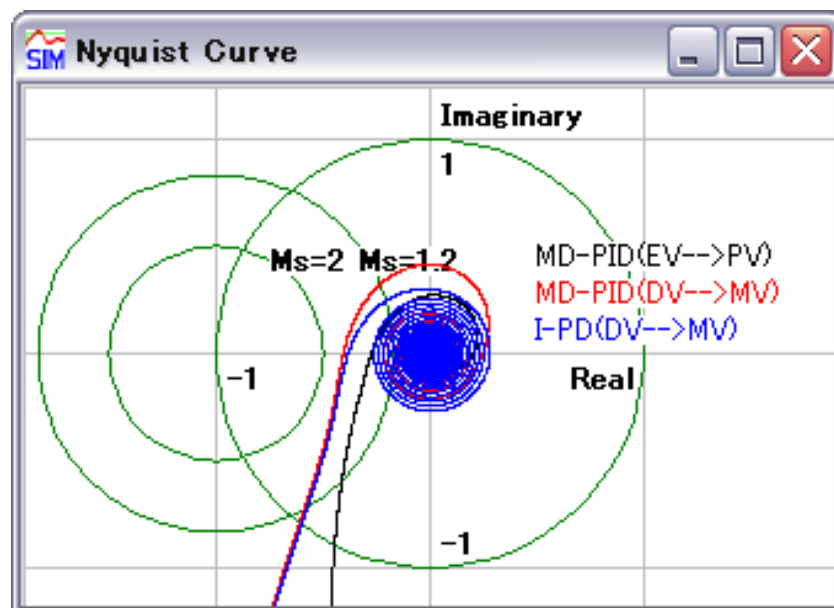 SIM Nyquist Curve
Imaginary
1
Ms=2 Ms=1.2
MD-PID(EV-->PV)
MD-PID(DV-->MV)
I-PD(DV-->MV)
-1
Real
-1